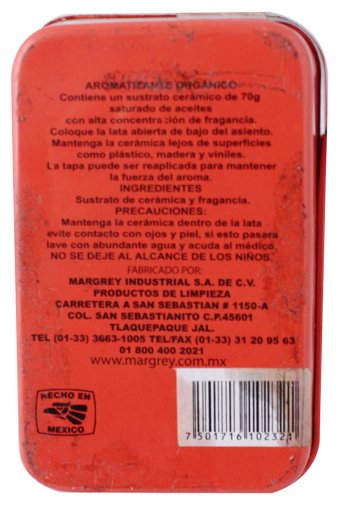 AROMATIZANTE ORGÁNICO
Contiene un sustrato cerámico de 70g
saturado de aceites
con alta concentración de fragancia.
Coloque la lata abierta de bajo del asiento.
Mantenga la cerámica lejos de superficies
como plástico, madera y viniles.
La tapa puede ser reaplicada para mantener
la fuerza del aroma.
INGREDIENTES
Sustrato de cerámica y fragancia.
PRECAUCIONES:
Mantenga la cerámica dentro de la lata
evite contacto con ojos y piel, si esto pasara
lave con abundante agua y acuda al médico.
NO SE DEJE AL ALCANCE DE LOS NIÑOS.
FABRICADO POR:
MARGREY INDUSTRIAL S.A. DE C.V.
PRODUCTOS DE LIMPIEZA
CARRETERA A SAN SEBASTIAN # 1150-A
COL. SAN SEBASTIANITO C.P.45601
TLAQUEPAQUE JAL.
TEL (01-33) 3663-1005 TEL/FAX (01-33) 31 20 95 63
01 800 400 2021
www.margrey.com.mx
HECHO EN
MEXICO
7 501716 102321